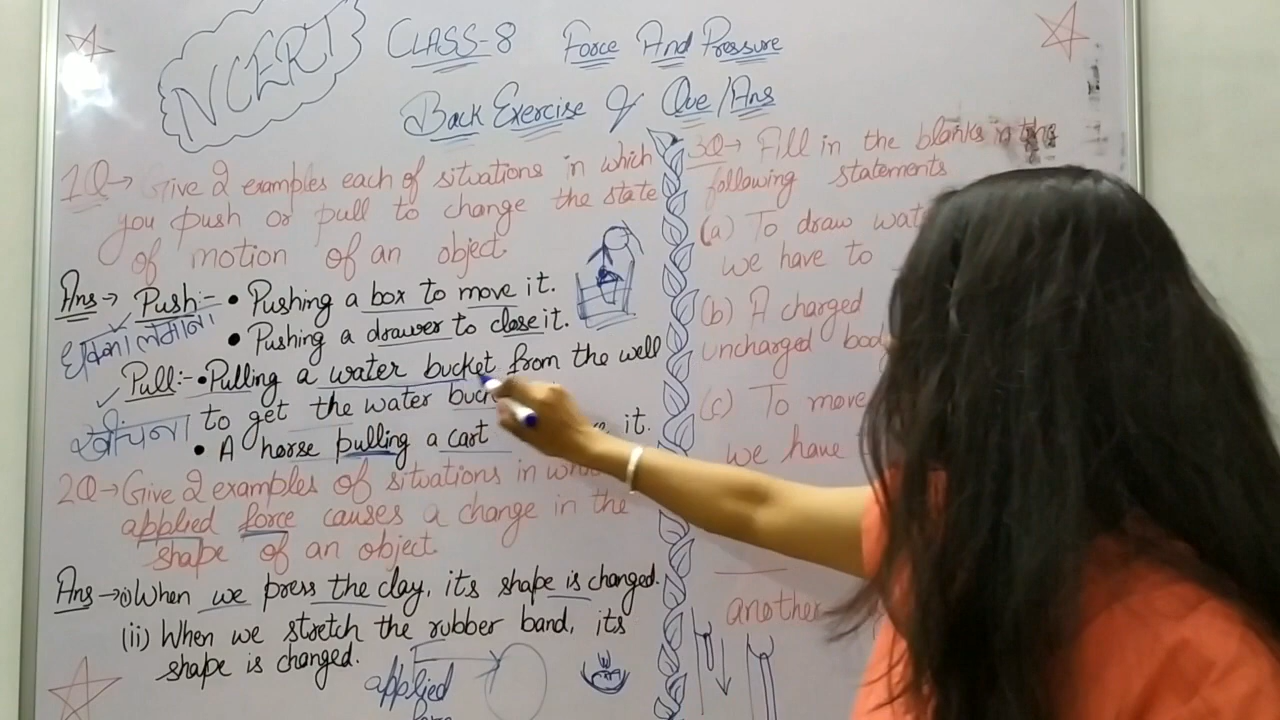 NCERT
CLASS-8 Force And Pressure
Back Exercise of Que/Ans
1Q→ Give 2 examples each of situations in which
you push or pull to change the state
of motion of an object.
Ans→ Push:- • Pushing a box to move it.
धक्का लगाना
• Pushing a drawer to close it.
Pull:- • Pulling a water bucket from the well
खींचना
to get the water
• A horse pulling a cart it.
2Q→ Give 2 examples of situations in
applied force causes a change in the
shape of an object.
Ans→ (i) When we press the clay, its shape is changed.
(ii) When we stretch the rubber band, its
shape is changed.
applied
3Q→ Fill in the blanks in the
following statements
(a) To draw
we have to
(b) A charged
uncharged
(c) To move
we have
another